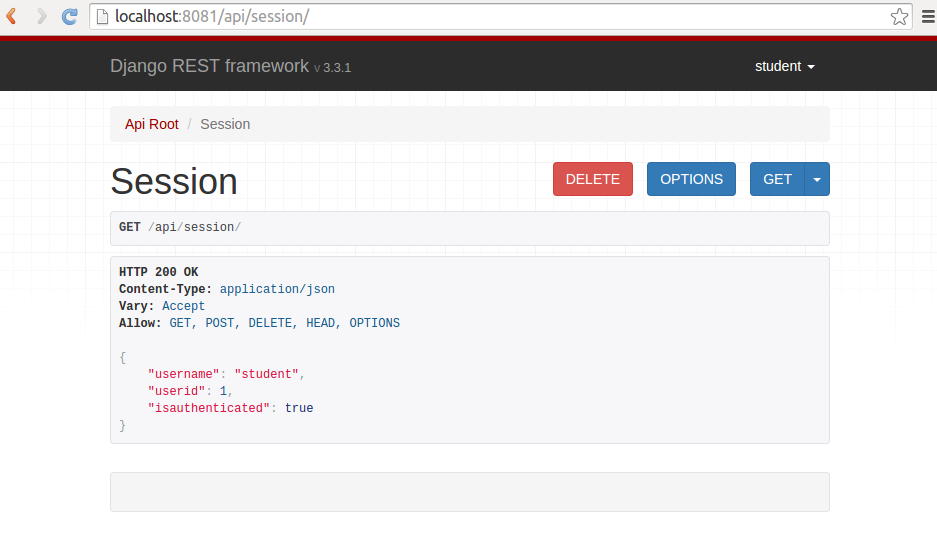 localhost:8081/api/session/
Django REST framework v 3.3.1
student
Api Root / Session
Session
DELETE
OPTIONS
GET
GET /api/session/
HTTP 200 OK
Content-Type: application/json
Vary: Accept
Allow: GET, POST, DELETE, HEAD, OPTIONS
{
"username": "student",
"userid": 1,
"isauthenticated": true
}